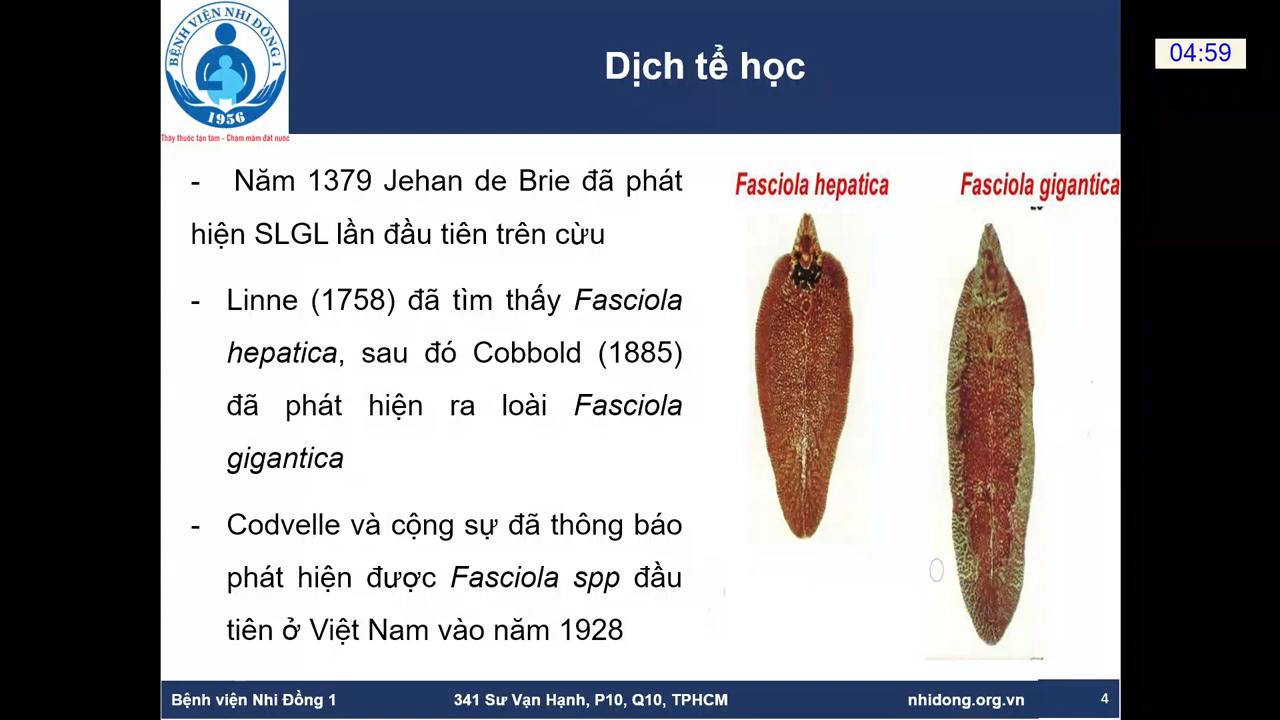 BỆNH VIỆN NHI ĐỒNG 1
1956
Thầy thuốc tận tâm - Chăm mầm đất nước
Dịch tể học
04:59
- Năm 1379 Jehan de Brie đã phát
hiện SLGL lần đầu tiên trên cừu
- Linne (1758) đã tìm thấy Fasciola
hepatica, sau đó Cobbold (1885)
đã phát hiện ra loài Fasciola
gigantica
- Codvelle và cộng sự đã thông báo
phát hiện được Fasciola spp đầu
tiên ở Việt Nam vào năm 1928
Fasciola hepatica
Fasciola gigantica
Bệnh viện Nhi Đồng 1
341 Sư Vạn Hạnh, P10, Q10, TPHCM
nhidong.org.vn
4